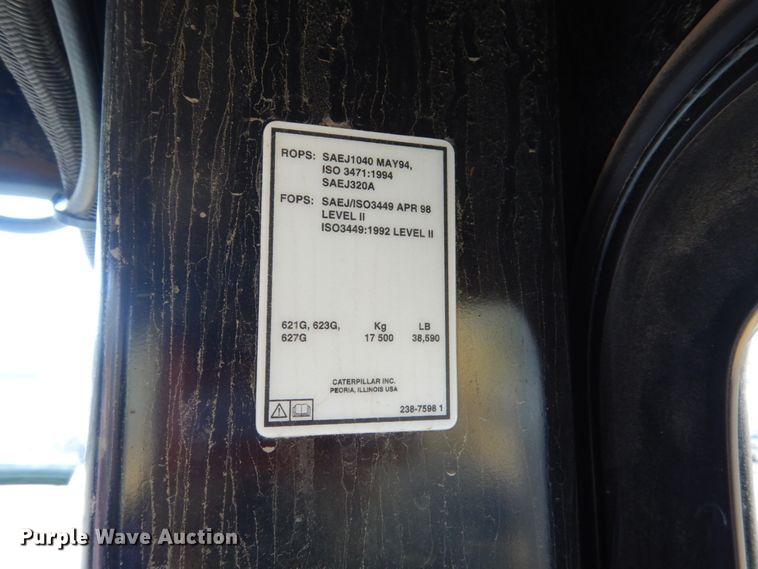 ROPS: SAEJ1040 MAY94,
ISO 3471:1994
SAEJ320A
FOPS: SAEJ/ISO3449 APR 98
LEVEL II
ISO3449:1992 LEVEL II
621G, 623G, Kg LB
627G 17 500 38,590
CATERPILLAR INC.
PEORIA, ILLINOIS USA
238-7598 1
Purple Wave Auction